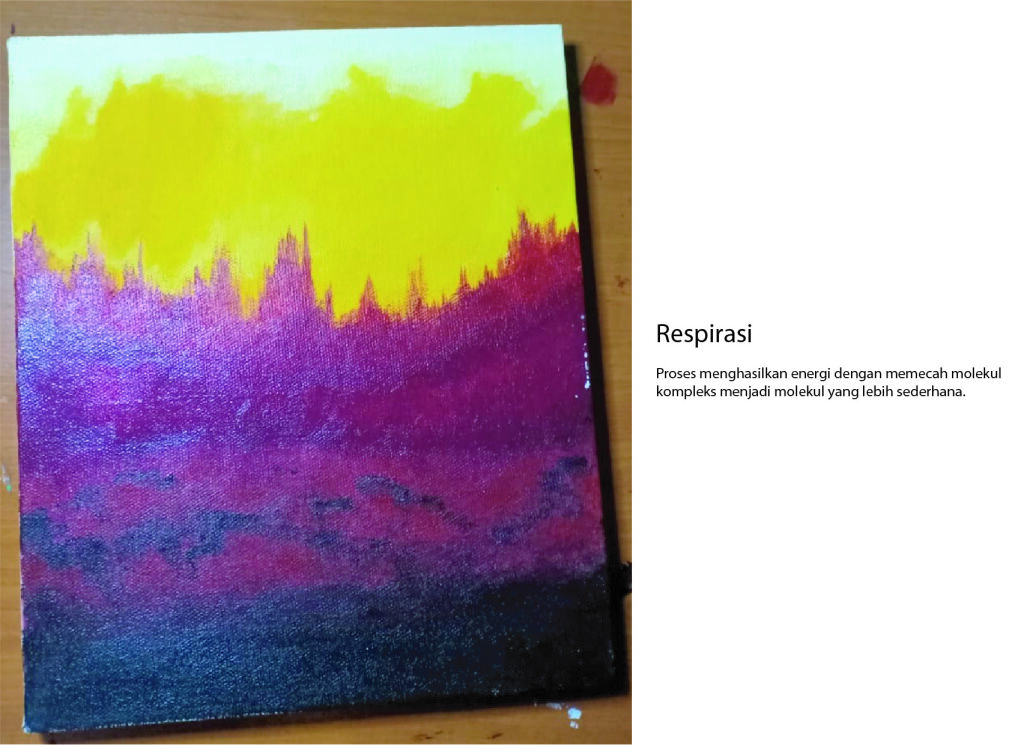 Respirasi
Proses menghasilkan energi dengan memecah molekul
kompleks menjadi molekul yang lebih sederhana.